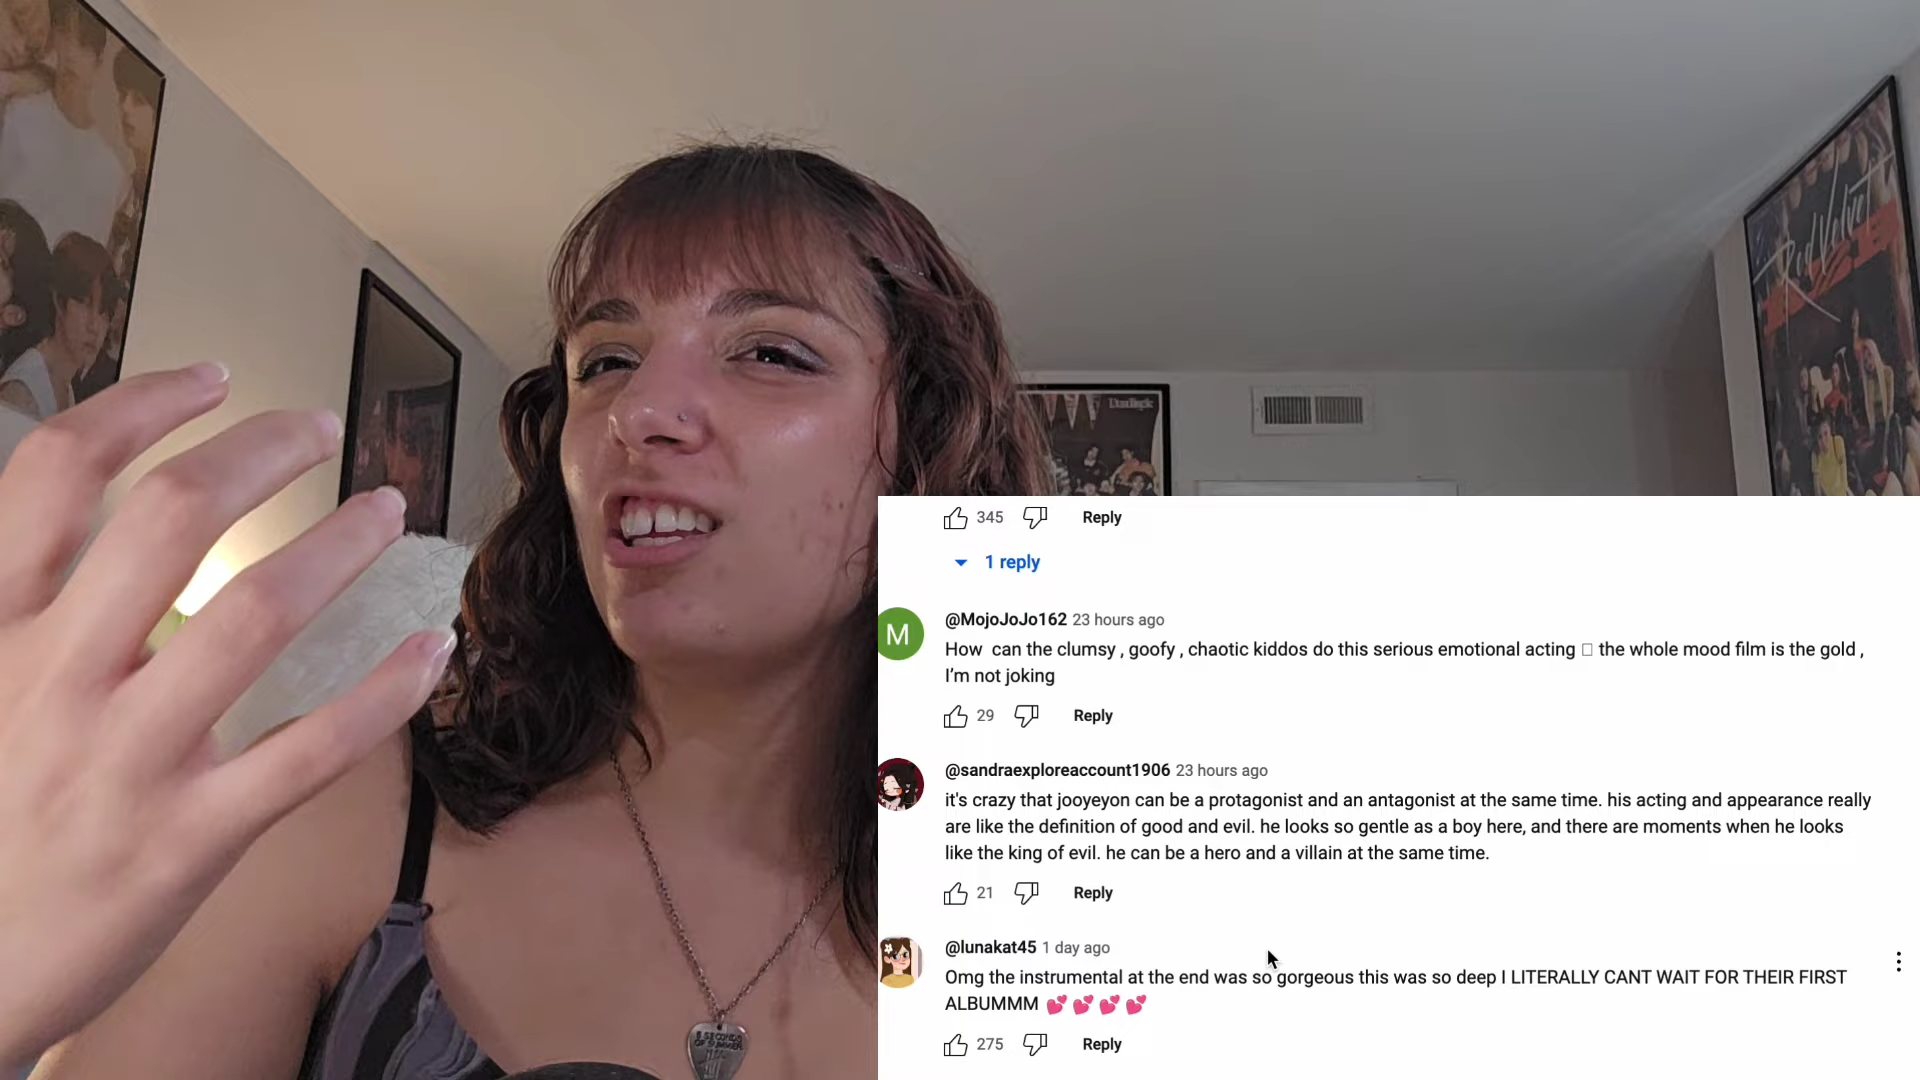 Red Velvet
345
Reply
1 reply
M
@MojoJoJo162 23 hours ago
How can the clumsy , goofy , chaotic kiddos do this serious emotional acting □ the whole mood film is the gold ,
I’m not joking
29
Reply
@sandraexploreaccount1906 23 hours ago
it's crazy that jooyeyon can be a protagonist and an antagonist at the same time. his acting and appearance really
are like the definition of good and evil. he looks so gentle as a boy here, and there are moments when he looks
like the king of evil. he can be a hero and a villain at the same time.
21
Reply
@lunakat45 1 day ago
Omg the instrumental at the end was so gorgeous this was so deep I LITERALLY CANT WAIT FOR THEIR FIRST
ALBUMMM 💕 💕 💕 💕
275
Reply
5 SECONDS
OF SUMMER